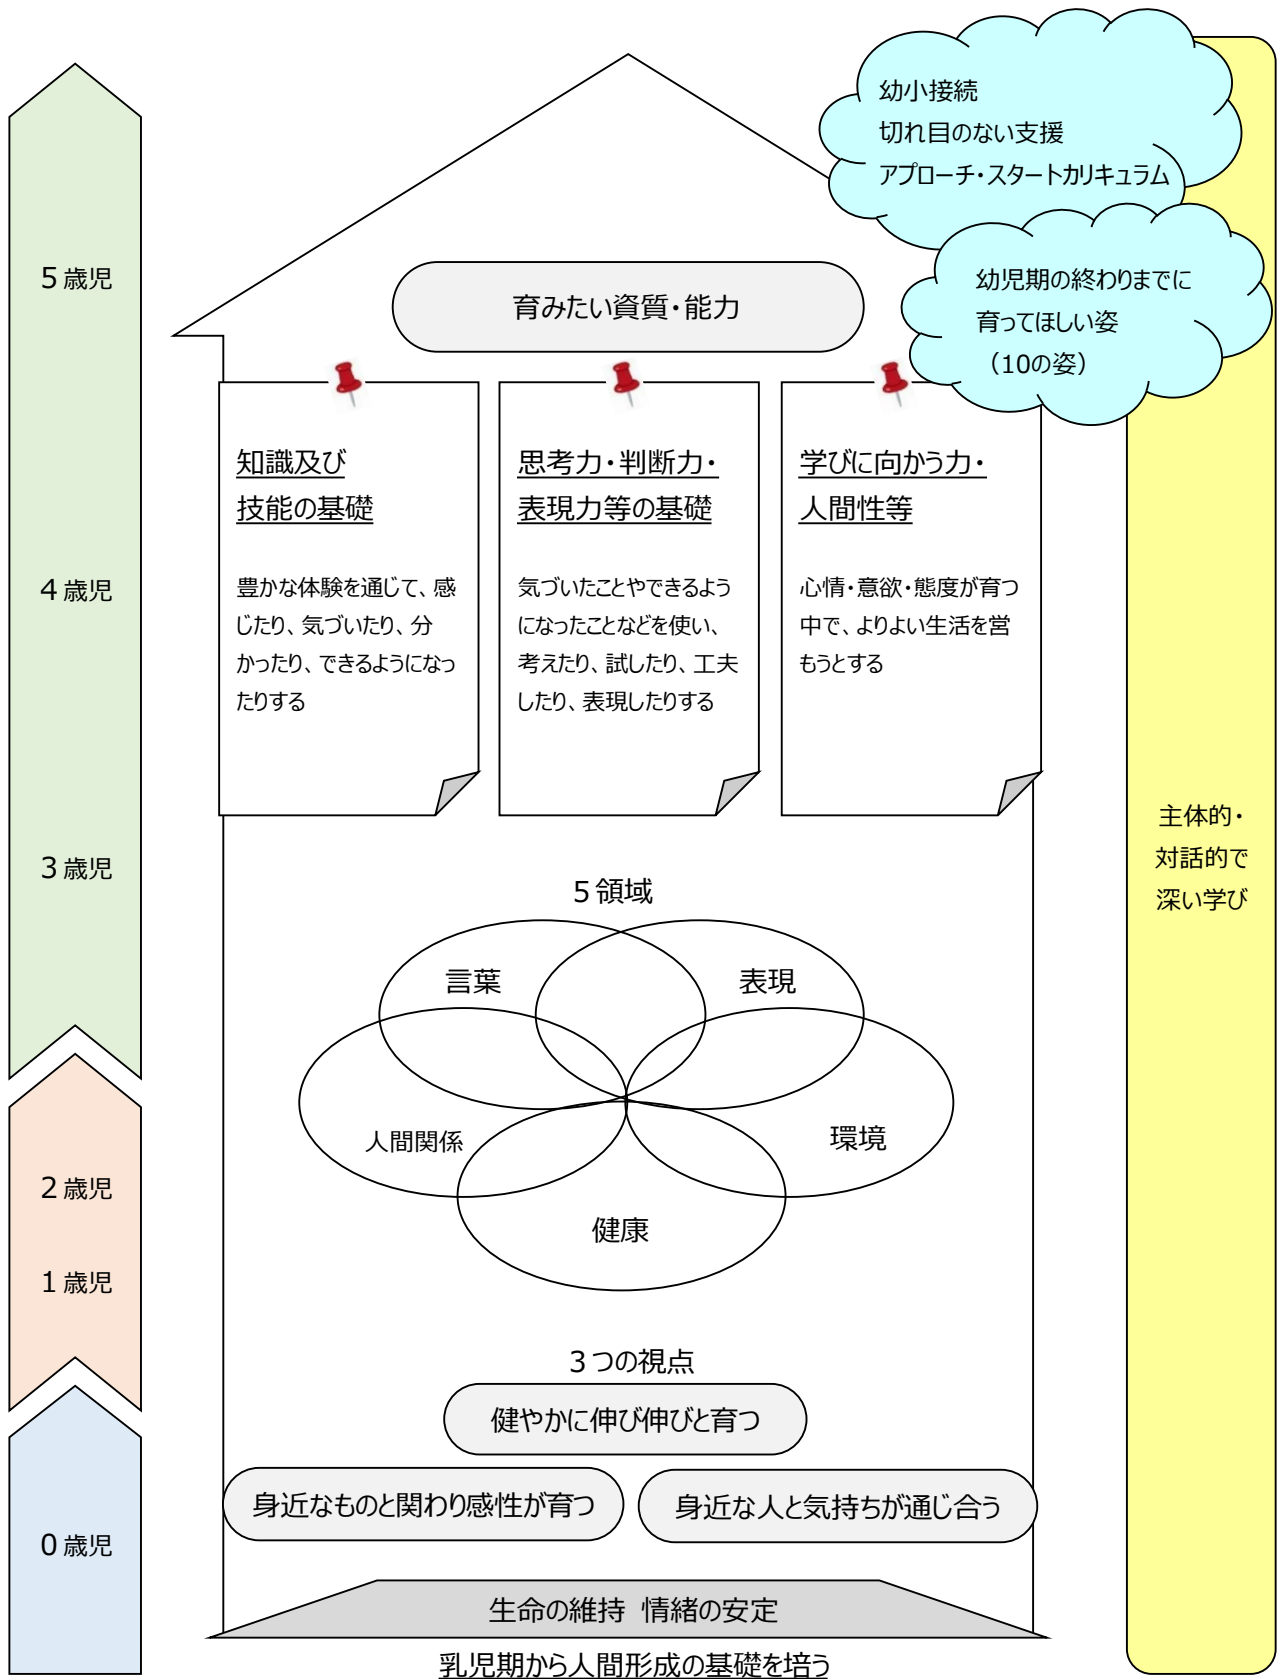 幼小接続
切れ目のない支援
アプローチ・スタートカリキュラム
幼児期の終わりまでに
育ってほしい姿
（10の姿）
5歳児
4歳児
3歳児
2歳児
1歳児
0歳児
育みたい資質・能力
知識及び
技能の基礎
豊かな体験を通じて、感
じたり、気づいたり、分
かったり、できるようになっ
たりする
思考力・判断力・
表現力等の基礎
気づいたことやできるよう
になったことなどを使い、
考えたり、試したり、工夫
したり、表現したりする
学びに向かう力・
人間性等
心情・意欲・態度が育つ
中で、よりよい生活を営
もうとする
主体的・
対話的で
深い学び
5領域
言葉
表現
人間関係
環境
健康
3つの視点
健やかに伸び伸びと育つ
身近なものと関わり感性が育つ
身近な人と気持ちが通じ合う
生命の維持 情緒の安定
乳児期から人間形成の基礎を培う